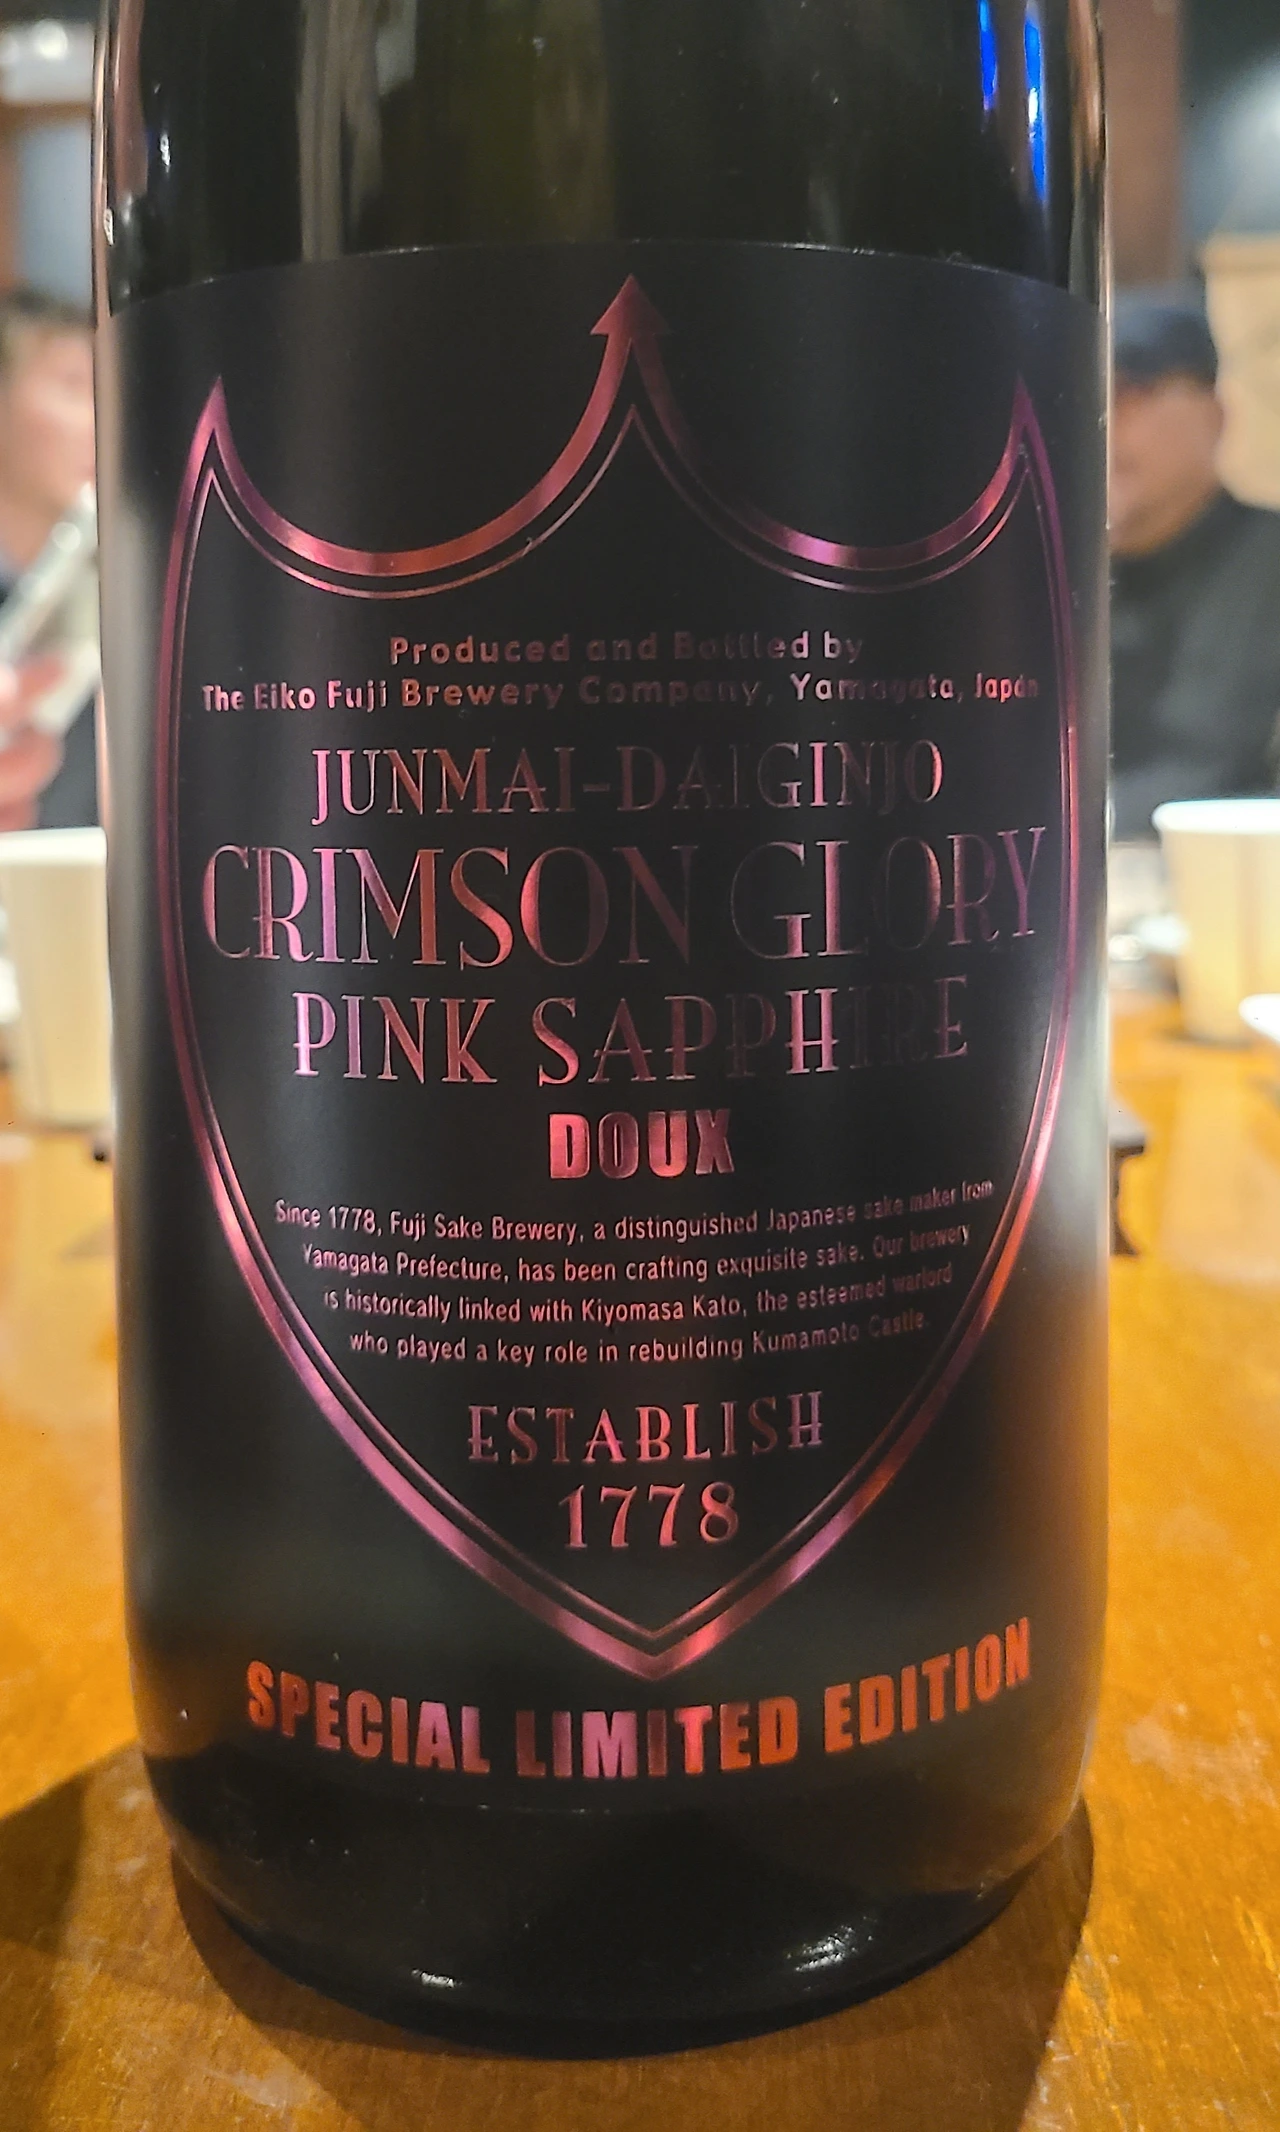 Produced and Bottled by
The Eiko Fuji Brewery Company, Yamagata, Japan
JUNMAI-DAIGINJO
CRIMSON GLORY
PINK SAPPHIRE
DOUX
Since 1778, Fuji Sake Brewery, a distinguished Japanese sake maker from
Yamagata Prefecture, has been crafting exquisite sake. Our brewery
is historically linked with Kiyomasa Kato, the esteemed warlord
who played a key role in rebuilding Kumamoto Castle.
ESTABLISH
1778
SPECIAL LIMITED EDITION